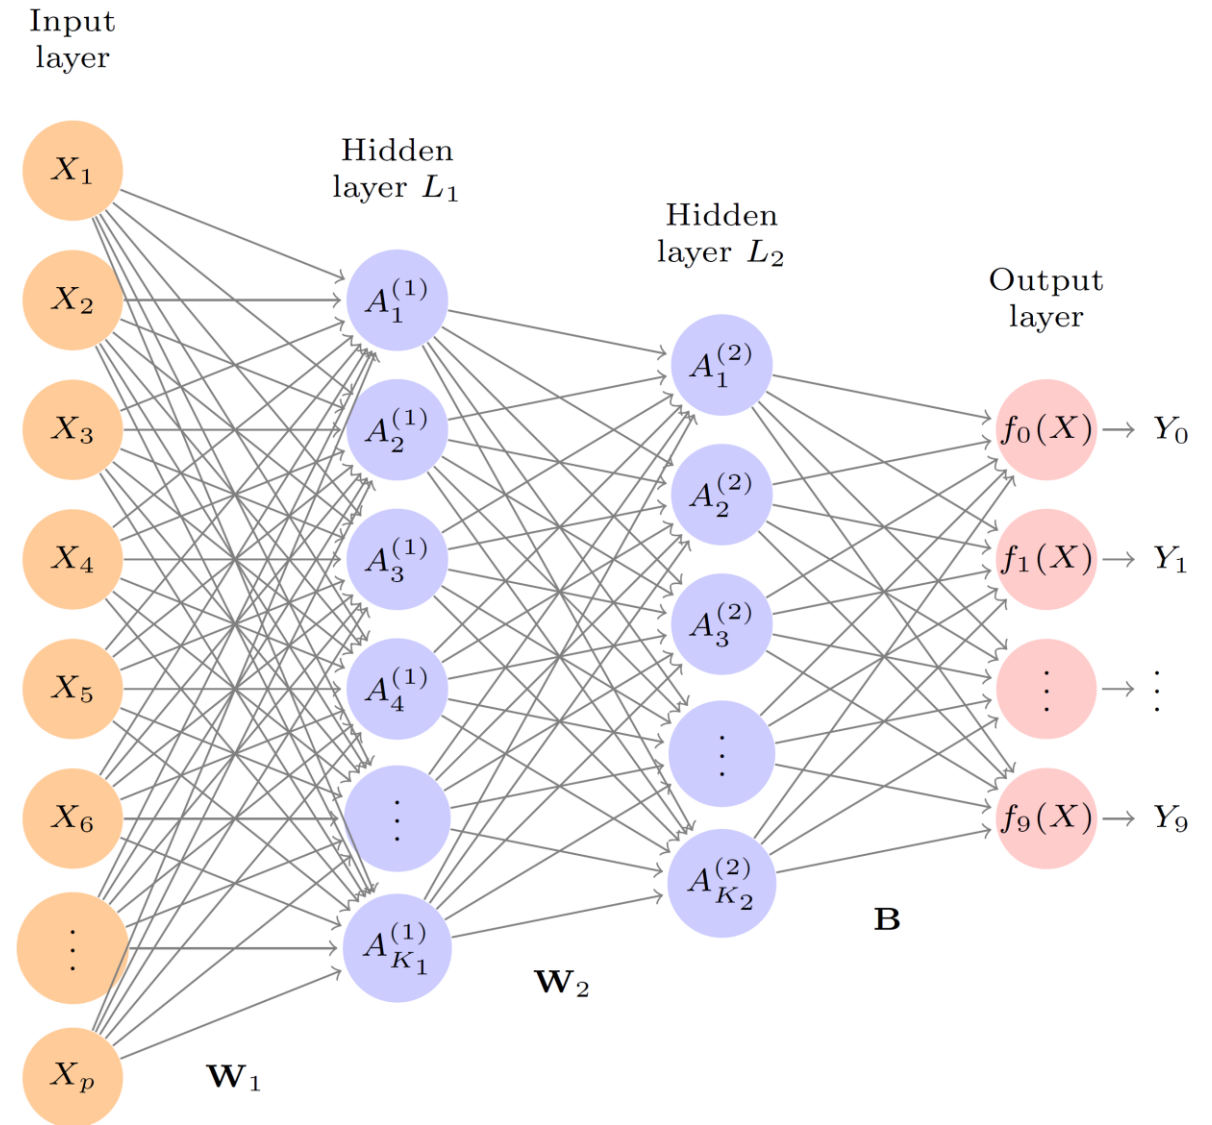 Input
layer
Hidden
layer L₁
Hidden
layer L₂
Output
layer
X₁
X₂
X₃
X₄
X₅
X₆
⋮
Xₚ
A₁⁽¹⁾
A₂⁽¹⁾
A₃⁽¹⁾
A₄⁽¹⁾
⋮
A_{K₁}⁽¹⁾
A₁⁽²⁾
A₂⁽²⁾
A₃⁽²⁾
⋮
A_{K₂}⁽²⁾
f₀(X) → Y₀
f₁(X) → Y₁
⋮ → ⋮
f₉(X) → Y₉
W₁
W₂
B